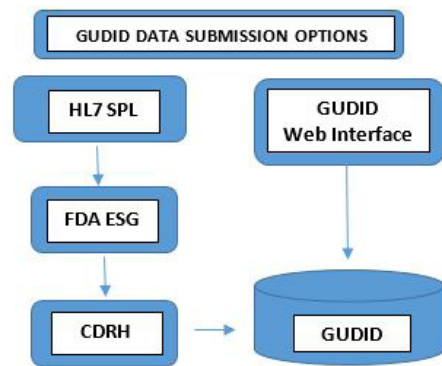 GUDID DATA SUBMISSION OPTIONS
HL7 SPL
GUDID
Web Interface
FDA ESG
CDRH
GUDID